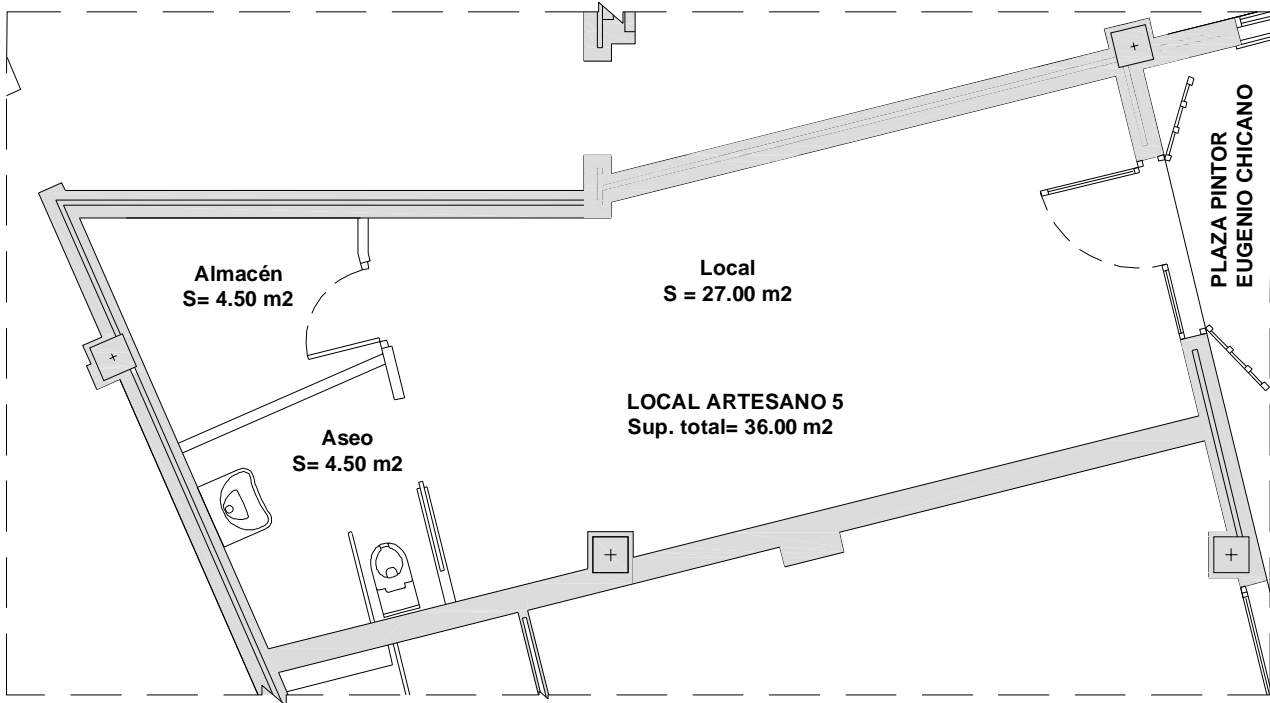 Almacén
S= 4.50 m2
Local
S = 27.00 m2
PLAZA PINTOR
EUGENIO CHICANO
LOCAL ARTESANO 5
Sup. total= 36.00 m2
Aseo
S= 4.50 m2